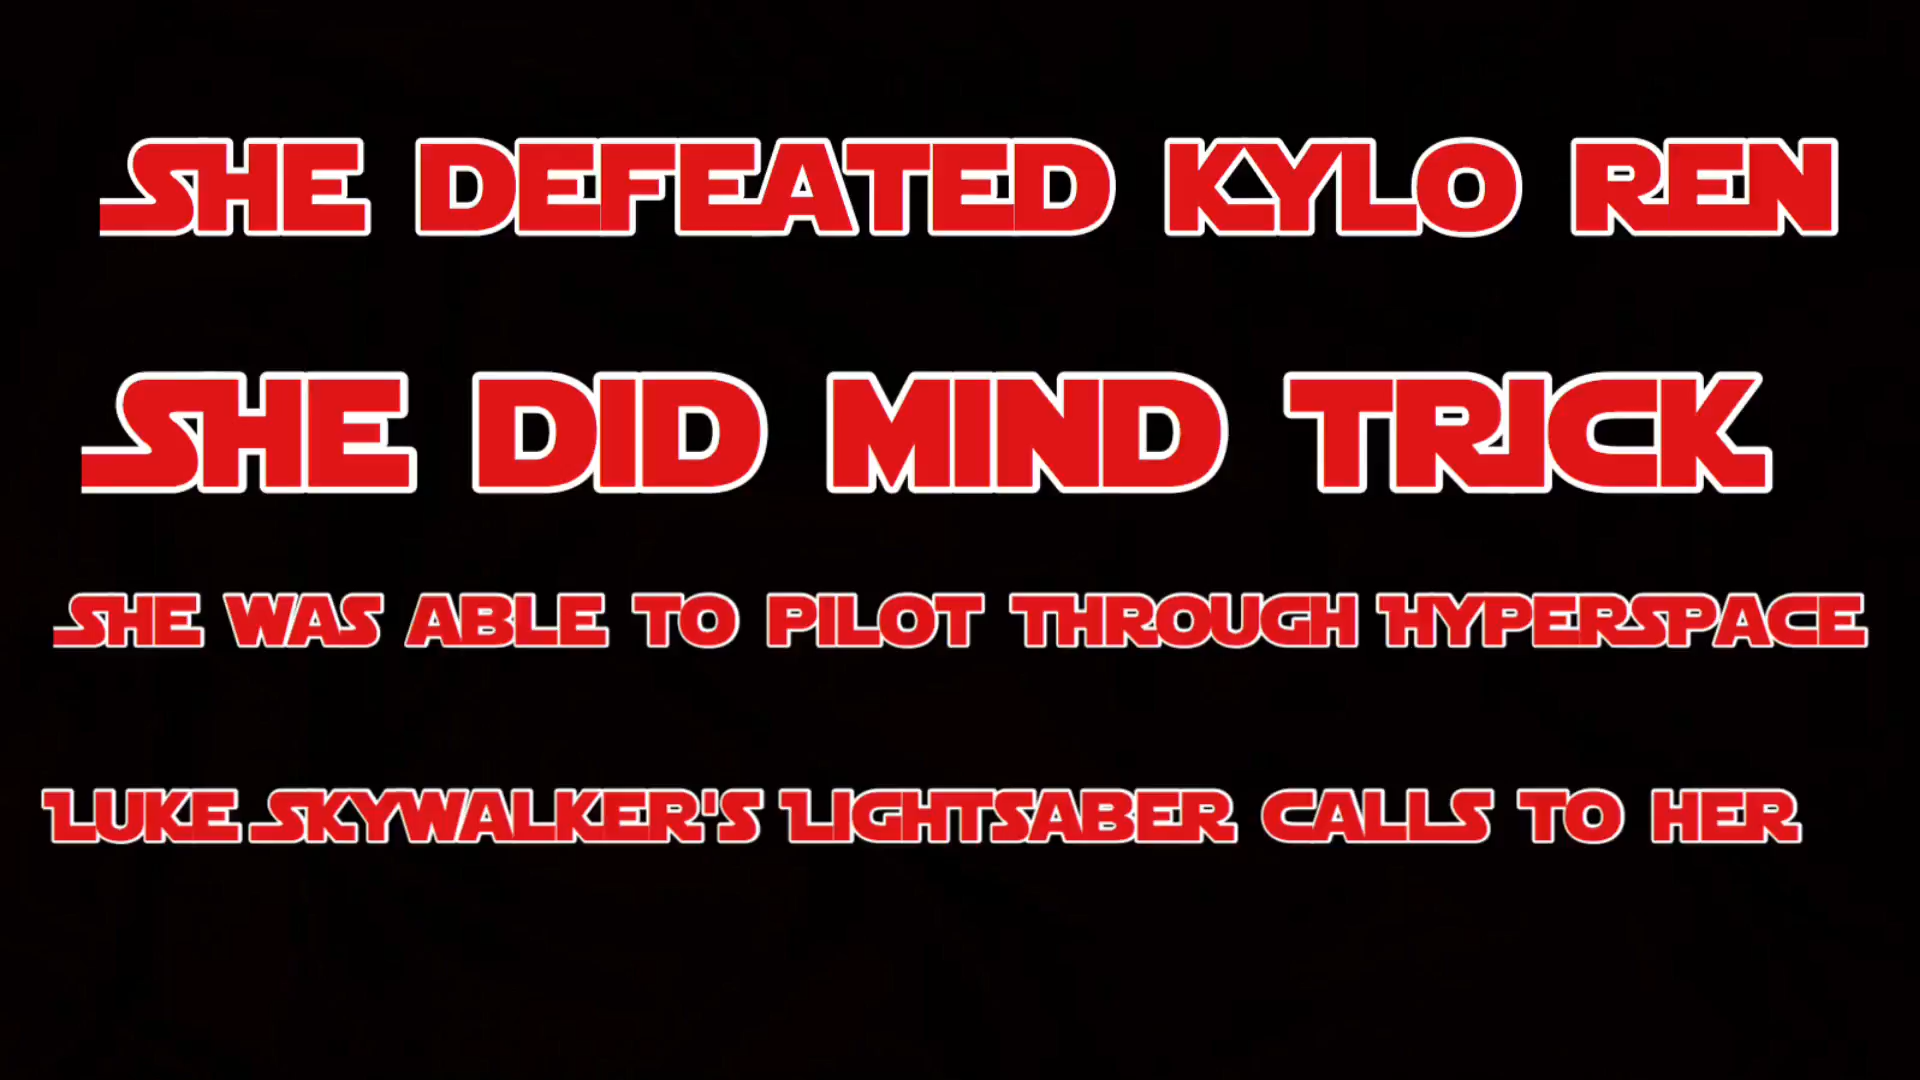 She defeated Kylo Ren
She did mind trick
She was able to pilot through Hyperspace
Luke Skywalker's Lightsaber calls to her